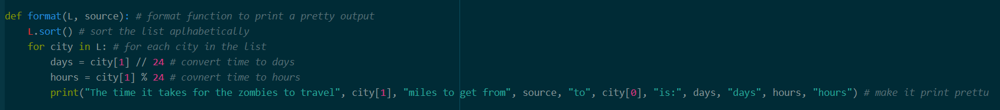 def format(L, source): # format function to print a pretty output
    L.sort() # sort the list aplhabetically
    for city in L: # for each city in the list
        days = city[1] // 24 # convert time to days
        hours = city[1] % 24 # covnert time to hours
        print("The time it takes for the zombies to travel", city[1], "miles to get from", source, "to", city[0], "is:", days, "days", hours, "hours") # make it print prettu